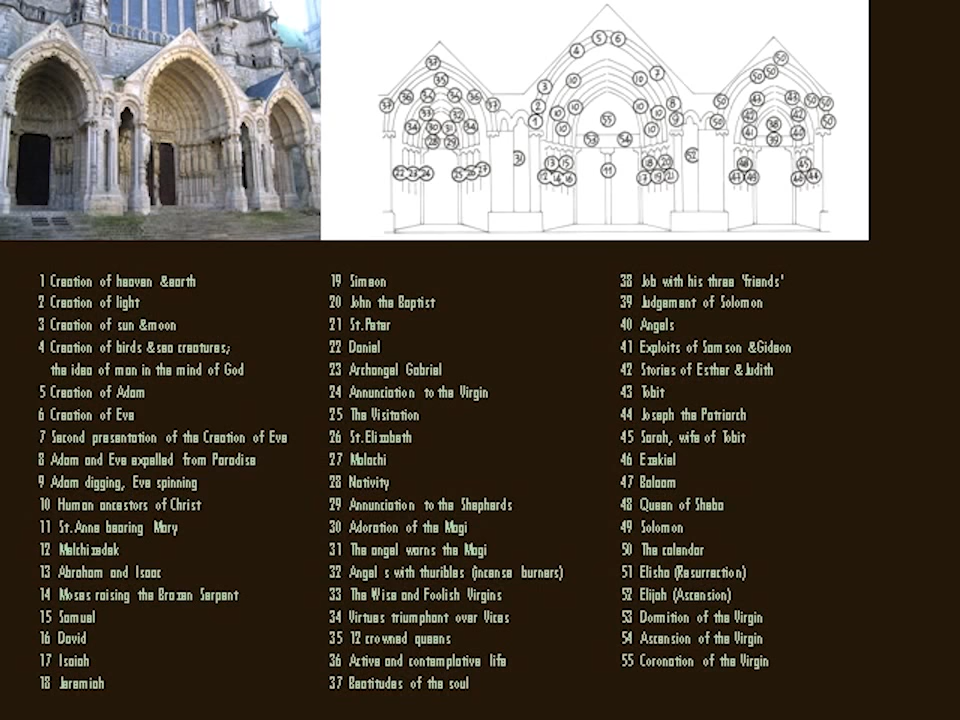 1 Creation of heaven &earth
2 Creation of light
3 Creation of sun &moon
4 Creation of birds &sea creatures;
the idea of man in the mind of God
5 Creation of Adam
6 Creation of Eve
7 Second presentation of the Creation of Eve
8 Adam and Eve expelled from Paradise
9 Adam digging, Eve spinning
10 Human ancestors of Christ
11 St.Anne bearing Mary
12 Melchizedek
13 Abraham and Isaac
14 Moses raising the Brazen Serpent
15 Samuel
16 David
17 Isaiah
18 Jeremiah
19 Simeon
20 John the Baptist
21 St.Peter
22 Daniel
23 Archangel Gabriel
24 Annunciation to the Virgin
25 The Visitation
26 St.Elizabeth
27 Malachi
28 Nativity
29 Annunciation to the Shepherds
30 Adoration of the Magi
31 The angel warns the Magi
32 Angel s with thuribles (incense burners)
33 The Wise and Foolish Virgins
34 Virtues triumphant over Vices
35 12 crowned queens
36 Active and contemplative life
37 Beatitudes of the soul
38 Job with his three 'friends'
39 Judgement of Solomon
40 Angels
41 Exploits of Samson &Gideon
42 Stories of Esther &Judith
43 Tobit
44 Joseph the Patriarch
45 Sarah, wife of Tobit
46 Ezekiel
47 Balaam
48 Queen of Sheba
49 Solomon
50 The calendar
51 Elisha (Resurrection)
52 Elijah (Ascension)
53 Dormition of the Virgin
54 Ascension of the Virgin
55 Coronation of the Virgin